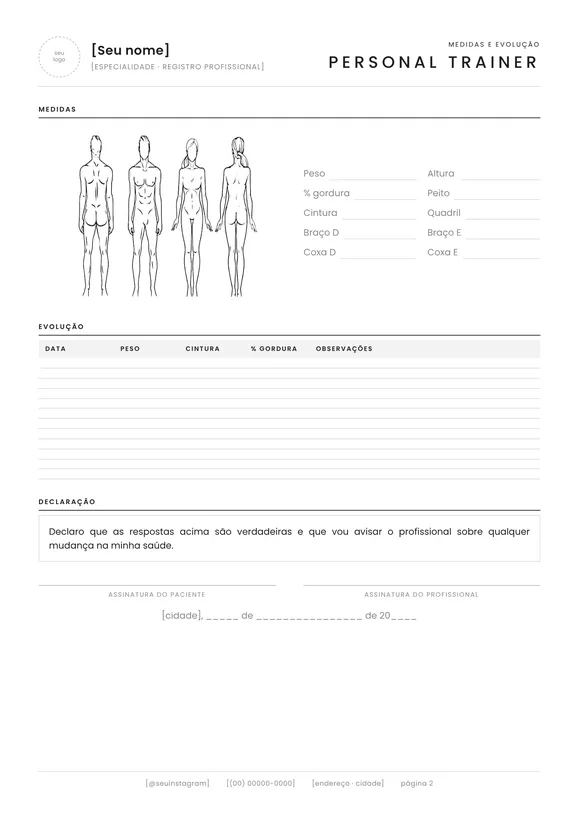 seu
logo
[Seu nome]
[ESPECIALIDADE · REGISTRO PROFISSIONAL]
MEDIDAS E EVOLUÇÃO
PERSONAL TRAINER
MEDIDAS
Peso
Altura
% gordura
Peito
Cintura
Quadril
Braço D
Braço E
Coxa D
Coxa E
EVOLUÇÃO
DATA PESO CINTURA % GORDURA OBSERVAÇÕES
DECLARAÇÃO
Declaro que as respostas acima são verdadeiras e que vou avisar o profissional sobre qualquer
mudança na minha saúde.
ASSINATURA DO PACIENTE
ASSINATURA DO PROFISSIONAL
[cidade], _____ de ________________ de 20____
[@seuinstagram] [(00) 00000-0000] [endereço · cidade] página 2